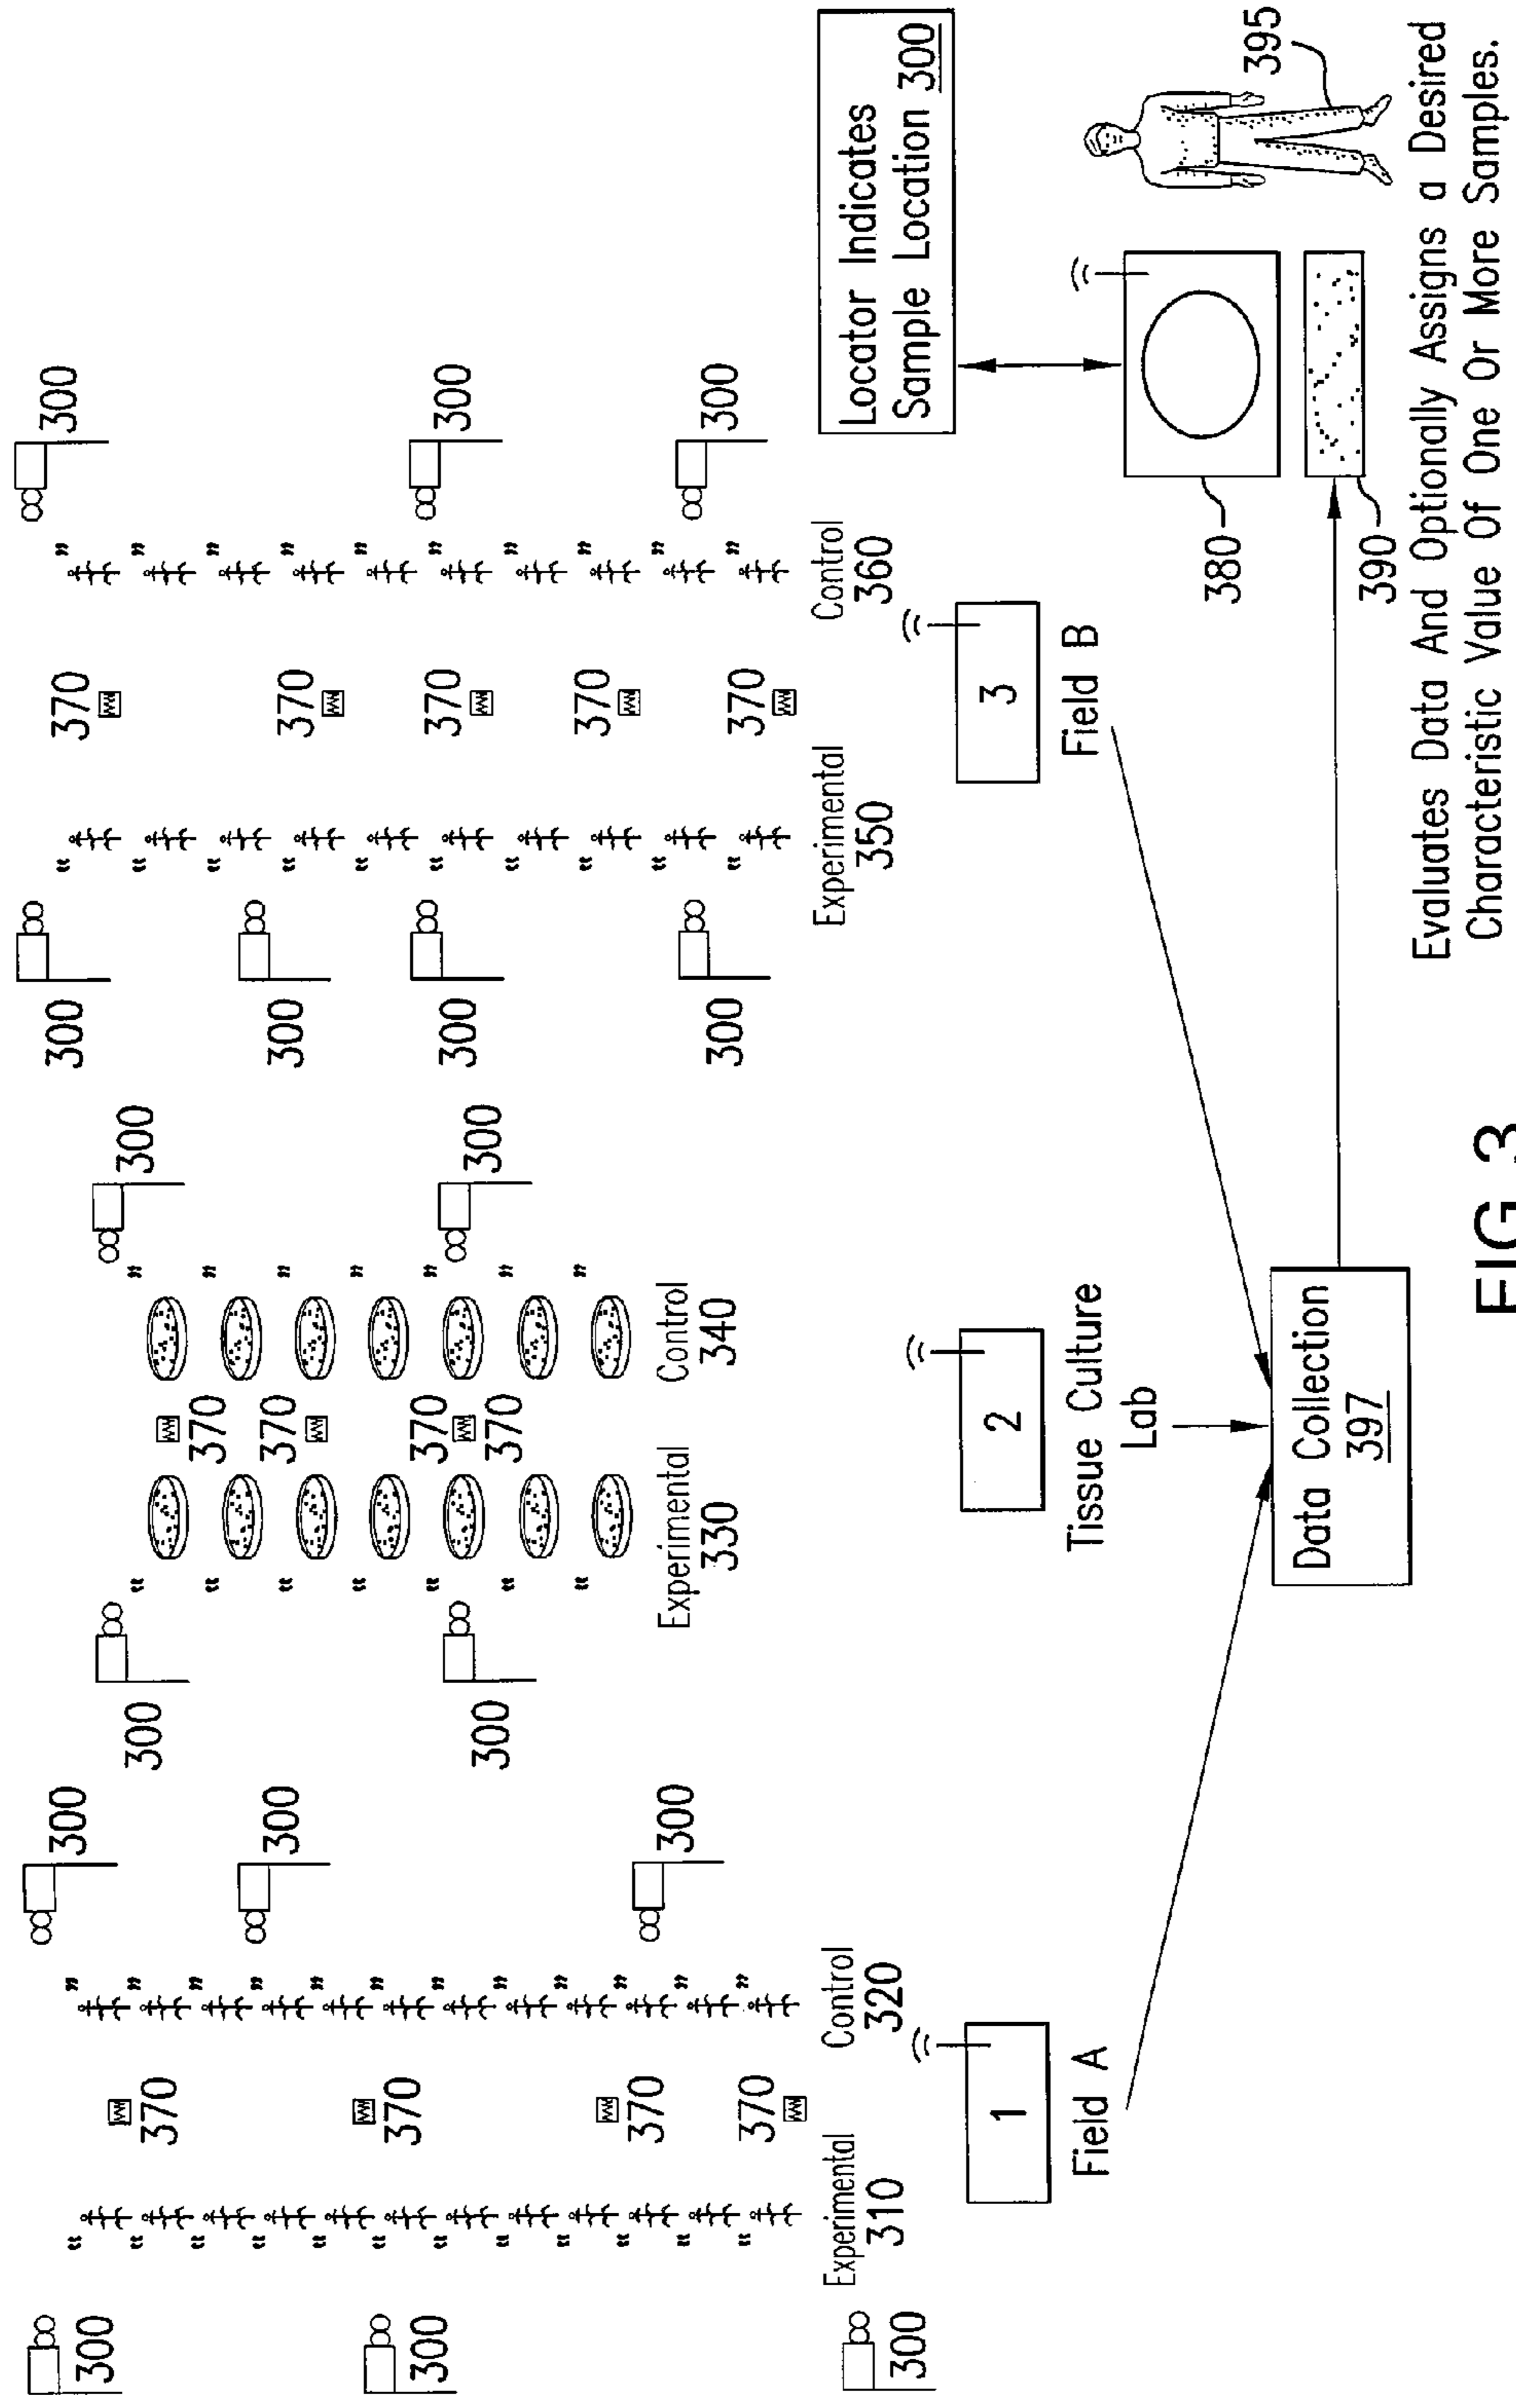 300
300
300
370
370
370
370
300
300
300
Experimental
310
Control
320
1
Field A
300
300
370
370
370
370
300
300
Experimental
330
Control
340
2
Tissue Culture
Lab
300
300
300
300
370
370
370
370
370
300
300
300
Experimental
350
Control
360
3
Field B
Locator Indicates
Sample Location 300
380
390
395
Data Collection
397
Evaluates Data And Optionally Assigns a Desired
Characteristic Value Of One Or More Samples.
FIG. 3